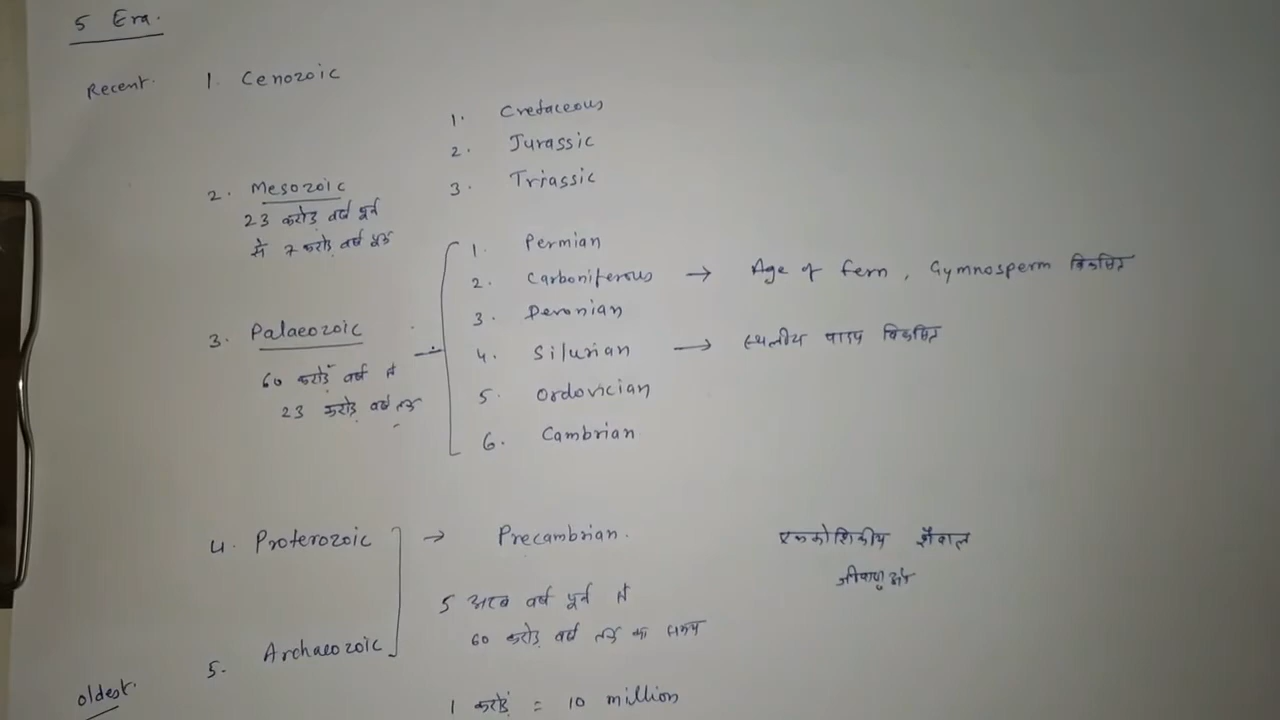 5 Era.
Recent. 1. Cenozoic
1. Cretaceous
2. Jurassic
2. Mesozoic 3. Triassic
23 करोड़ वर्ष पूर्व
से 7 करोड़ वर्ष पूर्व
1. Permian
2. Carboniferous → Age of fern, Gymnosperm विकसित
3. Devonian
3. Palaeozoic
4. Silurian → स्थलीय पादप विकसित
60 करोड़ वर्ष से
23 करोड़ वर्ष तक
5. Ordovician
6. Cambrian
4. Proterozoic → Precambrian. एककोशिकीय शैवाल
जीवाणु और
5 अरब वर्ष पूर्व से
60 करोड़ वर्ष तक का समय
5. Archaeozoic
oldest.
1 करोड़ = 10 million